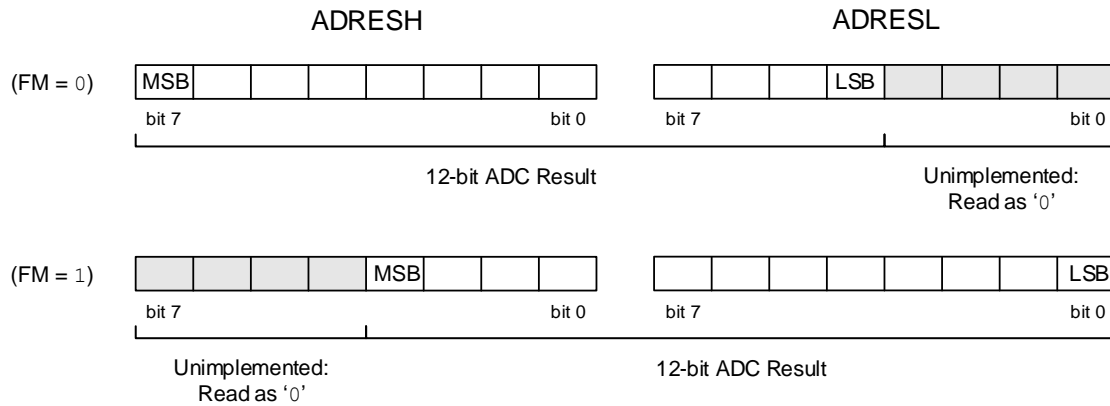 ADRESH ADRESL
(FM = 0) MSB LSB
bit 7 bit 0 bit 7 bit 0
12-bit ADC Result Unimplemented:
Read as ‘0’
(FM = 1) MSB LSB
bit 7 bit 0 bit 7 bit 0
Unimplemented: 12-bit ADC Result
Read as ‘0’